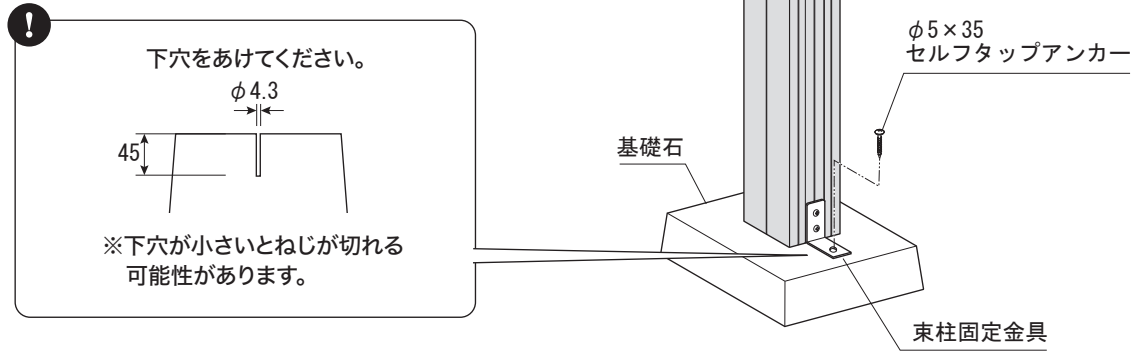 !
下穴をあけてください。
φ4.3
45
※下穴が小さいとねじが切れる
可能性があります。
φ5×35
セルフタップアンカー
基礎石
束柱固定金具